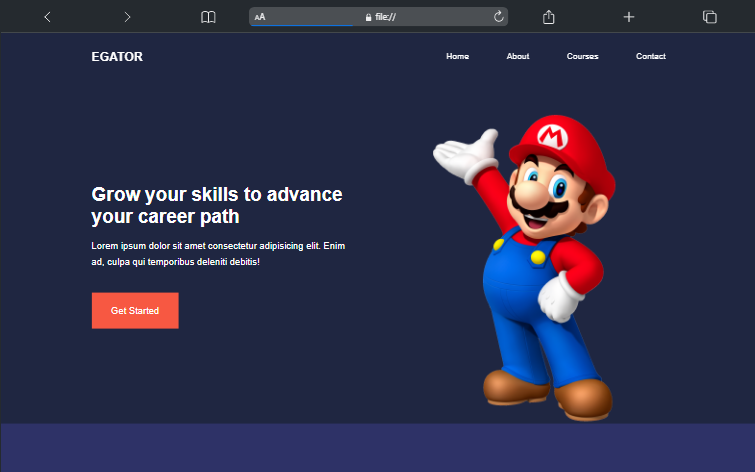 AA
file://
EGATOR
Home
About
Courses
Contact
M
Grow your skills to advance
your career path
Lorem ipsum dolor sit amet consectetur adipisicing elit. Enim
ad, culpa qui temporibus deleniti debitis!
Get Started